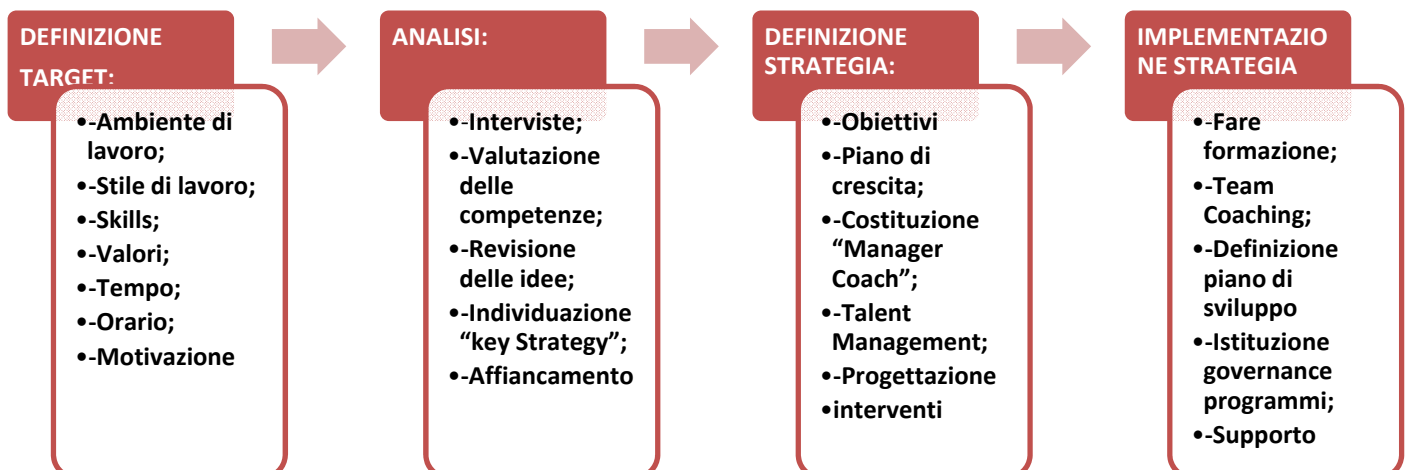 DEFINIZIONE
TARGET:
•-Ambiente di
lavoro;
•-Stile di lavoro;
•-Skills;
•-Valori;
•-Tempo;
•-Orario;
•-Motivazione
ANALISI:
•-Interviste;
•-Valutazione
delle
competenze;
•-Revisione
delle idee;
•-Individuazione
“key Strategy”;
•-Affiancamento
DEFINIZIONE
STRATEGIA:
•-Obiettivi
•-Piano di
crescita;
•-Costituzione
“Manager
Coach”;
•-Talent
Management;
•-Progettazione
•interventi
IMPLEMENTAZIO
NE STRATEGIA
•-Fare
formazione;
•-Team
Coaching;
•-Definizione
piano di
sviluppo
•-Istituzione
governance
programmi;
•-Supporto